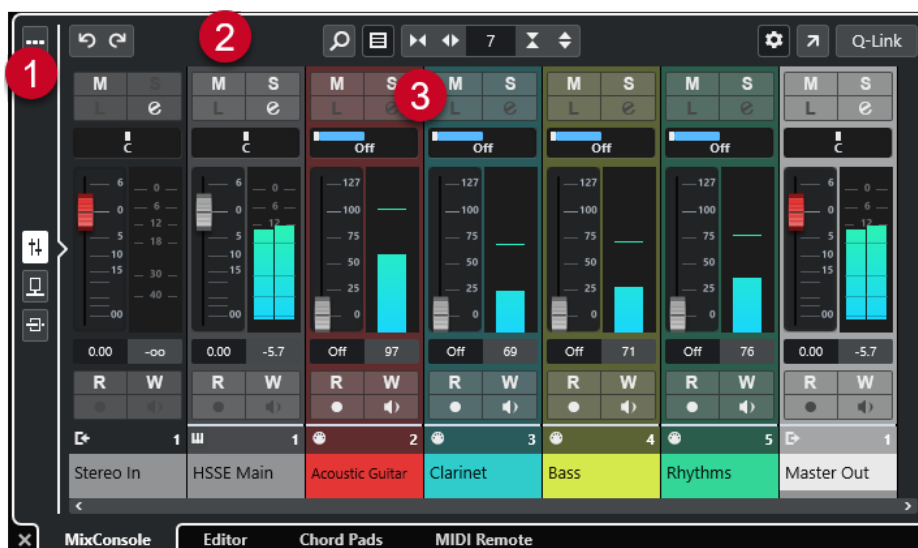 1
2
7
Q-Link
3
M S M S M S M S M S M S M S
L e L e L e L e L e L e L e
C C Off Off Off Off C
6 0 6 0 127 127 127 127 6 0
0 6 0 6 100 100 100 100 0 6
12 12 12
5 18 5 75 75 75 75 5
10 10 50 50 50 50 10
15 30 15 15
40 25 25 25 25
00 00 0 0 0 0 00
0.00 -oo 0.00 -5.7 Off 97 Off 69 Off 71 Off 76 0.00 -5.7
R W R W R W R W R W R W R W
1 1 2 3 4 5 1
Stereo In HSSE Main Acoustic Guitar Clarinet Bass Rhythms Master Out
MixConsole Editor Chord Pads MIDI Remote